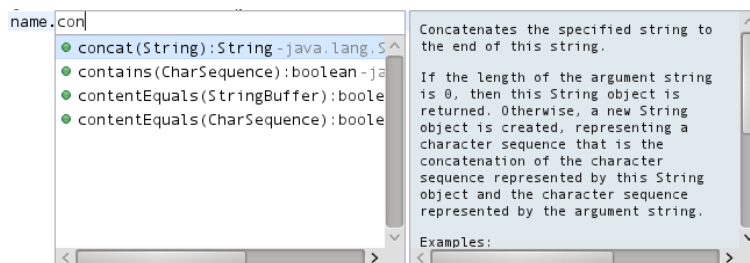 name.con
concat(String):String - java.lang.S
contains(CharSequence):boolean - ja
contentEquals(StringBuffer):boole
contentEquals(CharSequence):boole
Concatenates the specified string to
the end of this string.
If the length of the argument string
is 0, then this String object is
returned. Otherwise, a new String
object is created, representing a
character sequence that is the
concatenation of the character
sequence represented by this String
object and the character sequence
represented by the argument string.
Examples: